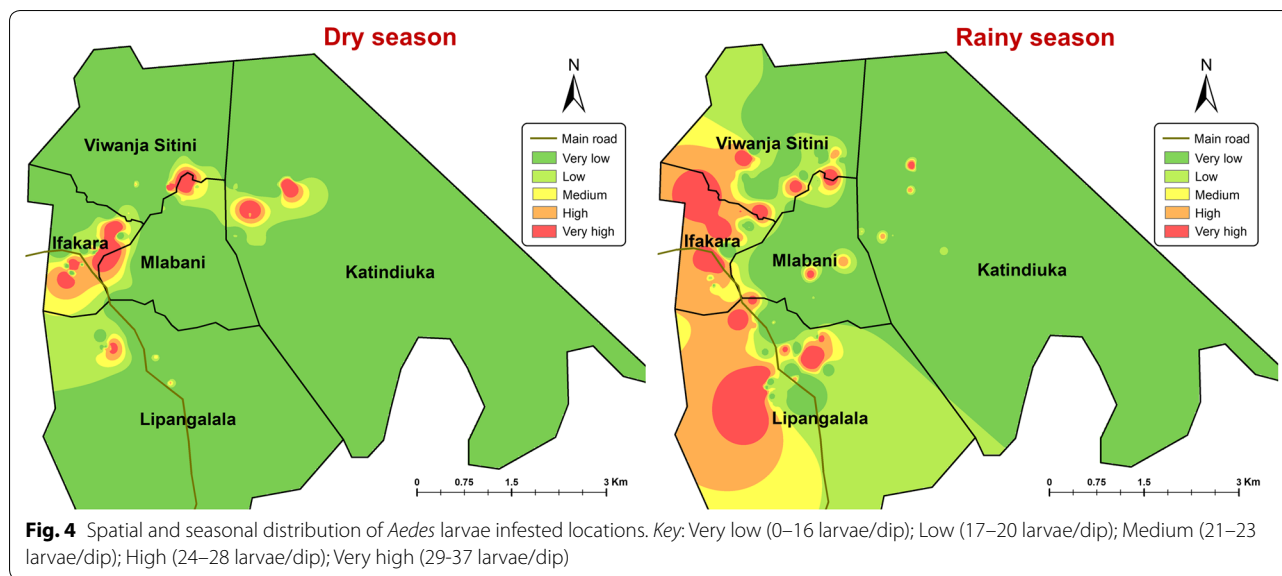 Dry season
N
Main road
Very low
Low
Medium
High
Very high
Viwanja Sitini
Ifakara
Mlabani
Katindiuka
Lipangalala
0 0.75 1.5 3 Km
Rainy season
N
Main road
Very low
Low
Medium
High
Very high
Viwanja Sitini
Ifakara
Mlabani
Katindiuka
Lipangalala
0 0.75 1.5 3 Km
Fig. 4 Spatial and seasonal distribution of Aedes larvae infested locations. Key: Very low (0–16 larvae/dip); Low (17–20 larvae/dip); Medium (21–23
larvae/dip); High (24–28 larvae/dip); Very high (29-37 larvae/dip)